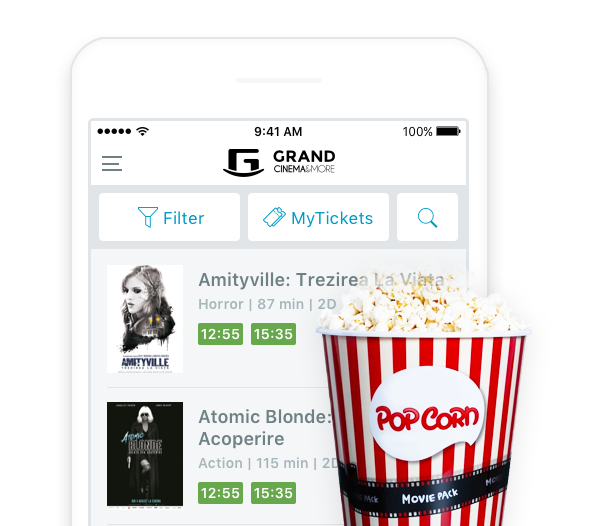 9:41 AM
100%
GRAND
CINEMA&MORE
Filter
MyTickets
Amityville: Trezirea La Viata
Horror | 87 min | 2D
12:55 15:35
AMITYVILLE
TREZIREA LA VIATA
Atomic Blonde:
Acoperire
Action | 115 min | 2D
12:55 15:35
ATOMIC
BLONDE
POP CORN
PACK
MOVIE PACK
MOVIE